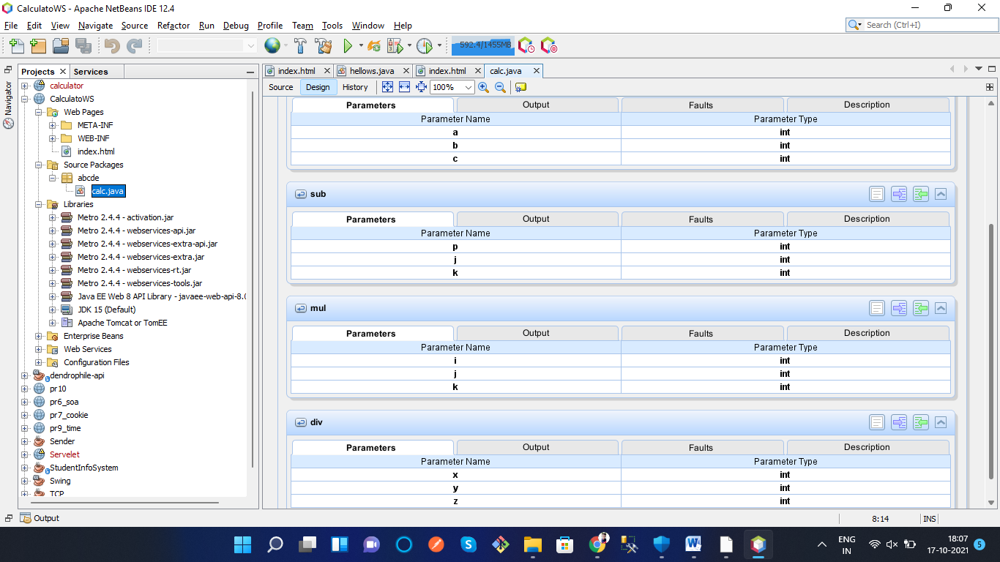 CalculatoWS - Apache NetBeans IDE 12.4
File Edit View Navigate Source Refactor Run Debug Profile Team Tools Window Help
Search (Ctrl+I)
592.4/1455MB
Projects Services
index.html hellows.java index.html calc.java
Source Design History 100%
Navigator
calculator
CalculatoWS
Web Pages
META-INF
WEB-INF
index.html
Source Packages
abcde
calc.java
Libraries
Metro 2.4.4 - activation.jar
Metro 2.4.4 - webservices-api.jar
Metro 2.4.4 - webservices-extra-api.jar
Metro 2.4.4 - webservices-extra.jar
Metro 2.4.4 - webservices-rt.jar
Metro 2.4.4 - webservices-tools.jar
Java EE Web 8 API Library - javaee-web-api-8.0
JDK 15 (Default)
Apache Tomcat or TomEE
Enterprise Beans
Web Services
Configuration Files
dendrophile-api
pr10
pr6_soa
pr7_cookie
pr9_time
Sender
Servelet
StudentInfoSystem
Swing
TCP
Parameters Output Faults Description
Parameter Name Parameter Type
a int
b int
c int
sub
Parameters Output Faults Description
Parameter Name Parameter Type
p int
j int
k int
mul
Parameters Output Faults Description
Parameter Name Parameter Type
i int
j int
k int
div
Parameters Output Faults Description
Parameter Name Parameter Type
x int
y int
z int
Output
8:14 INS
ENG
IN
18:07
17-10-2021
5